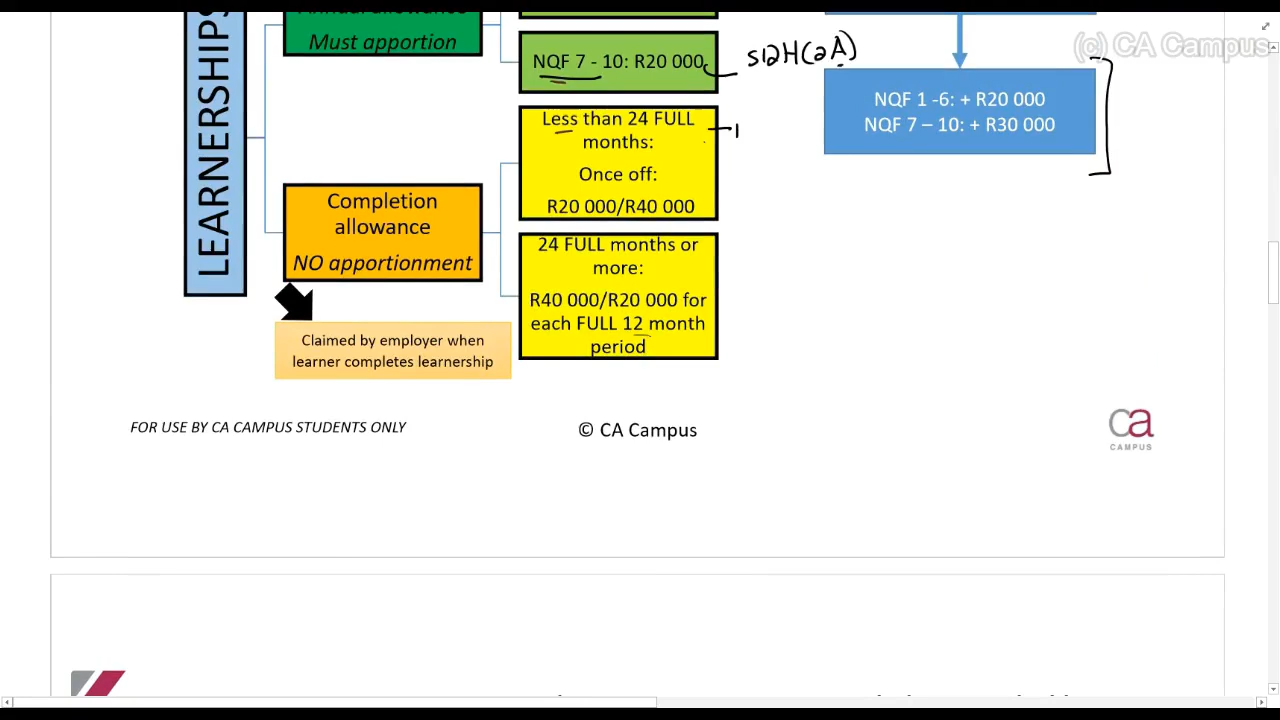 LEARNERSHIPS
Annual allowance
Must apportion
NQF 7 - 10: R20 000
s12H(2A)
(c) CA Campus
NQF 1 -6: + R20 000
NQF 7 – 10: + R30 000
Less than 24 FULL
months:
Once off:
R20 000/R40 000
Completion
allowance
NO apportionment
24 FULL months or
more:
R40 000/R20 000 for
each FULL 12 month
period
Claimed by employer when
learner completes learnership
FOR USE BY CA CAMPUS STUDENTS ONLY
© CA Campus
ca
CAMPUS